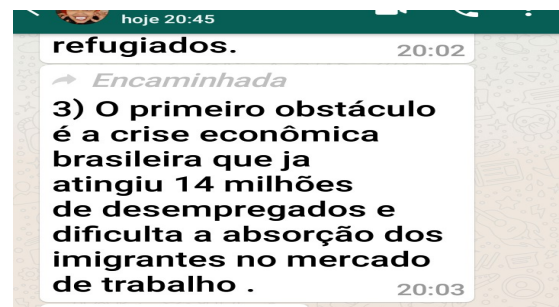 hoje 20:45
refugiados.
20:02
Encaminhada
3) O primeiro obstáculo
é a crise econômica
brasileira que ja
atingiu 14 milhões
de desempregados e
dificulta a absorção dos
imigrantes no mercado
de trabalho .
20:03